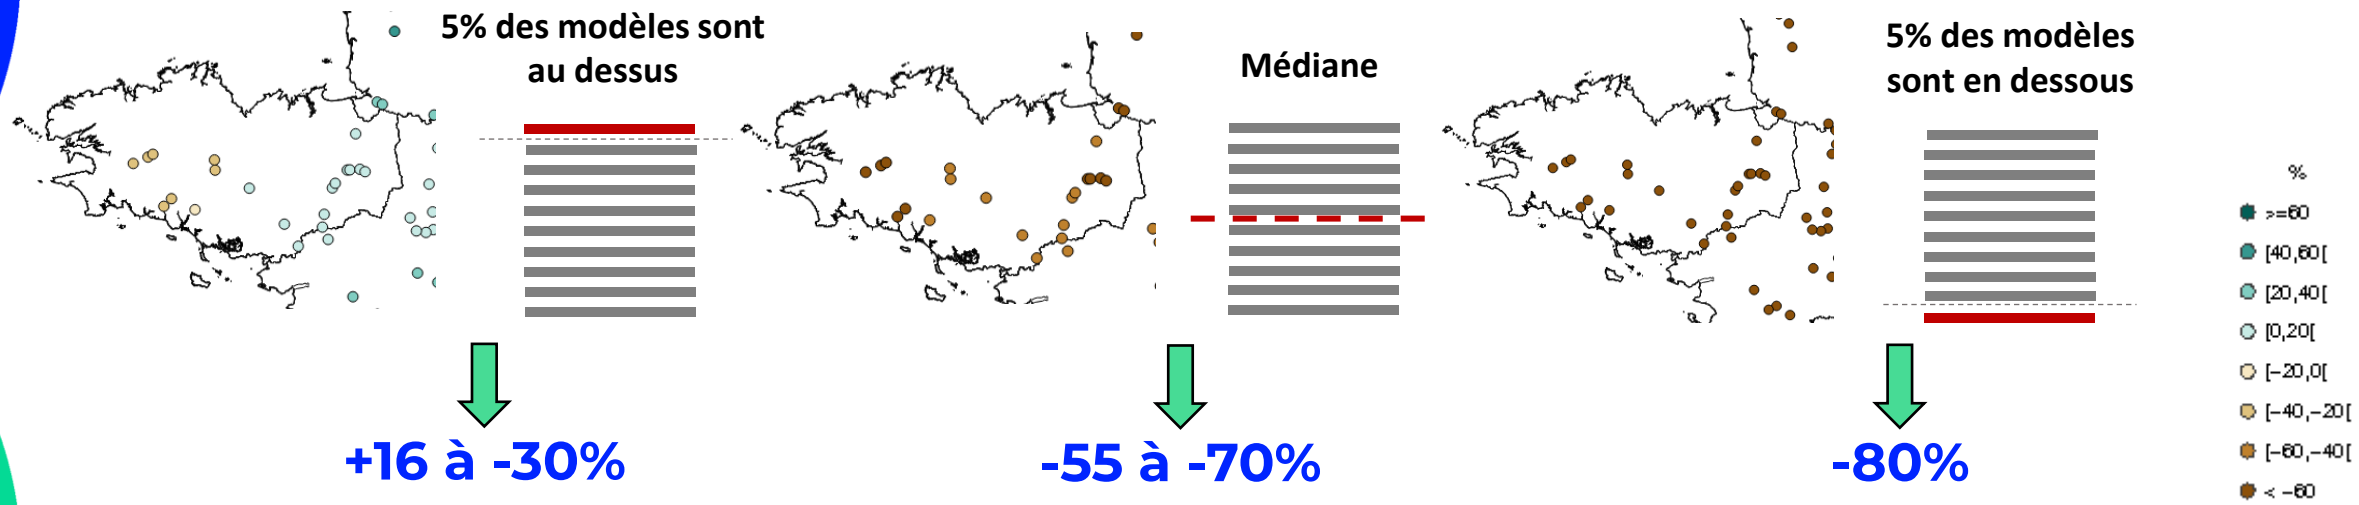 5% des modèles sont
au dessus
Médiane
5% des modèles
sont en dessous
+16 à -30%
-55 à -70%
-80%
%
>=60
[40,60[
[20,40[
[0,20[
[-20,0[
[-40,-20[
[-60,-40[
< -60